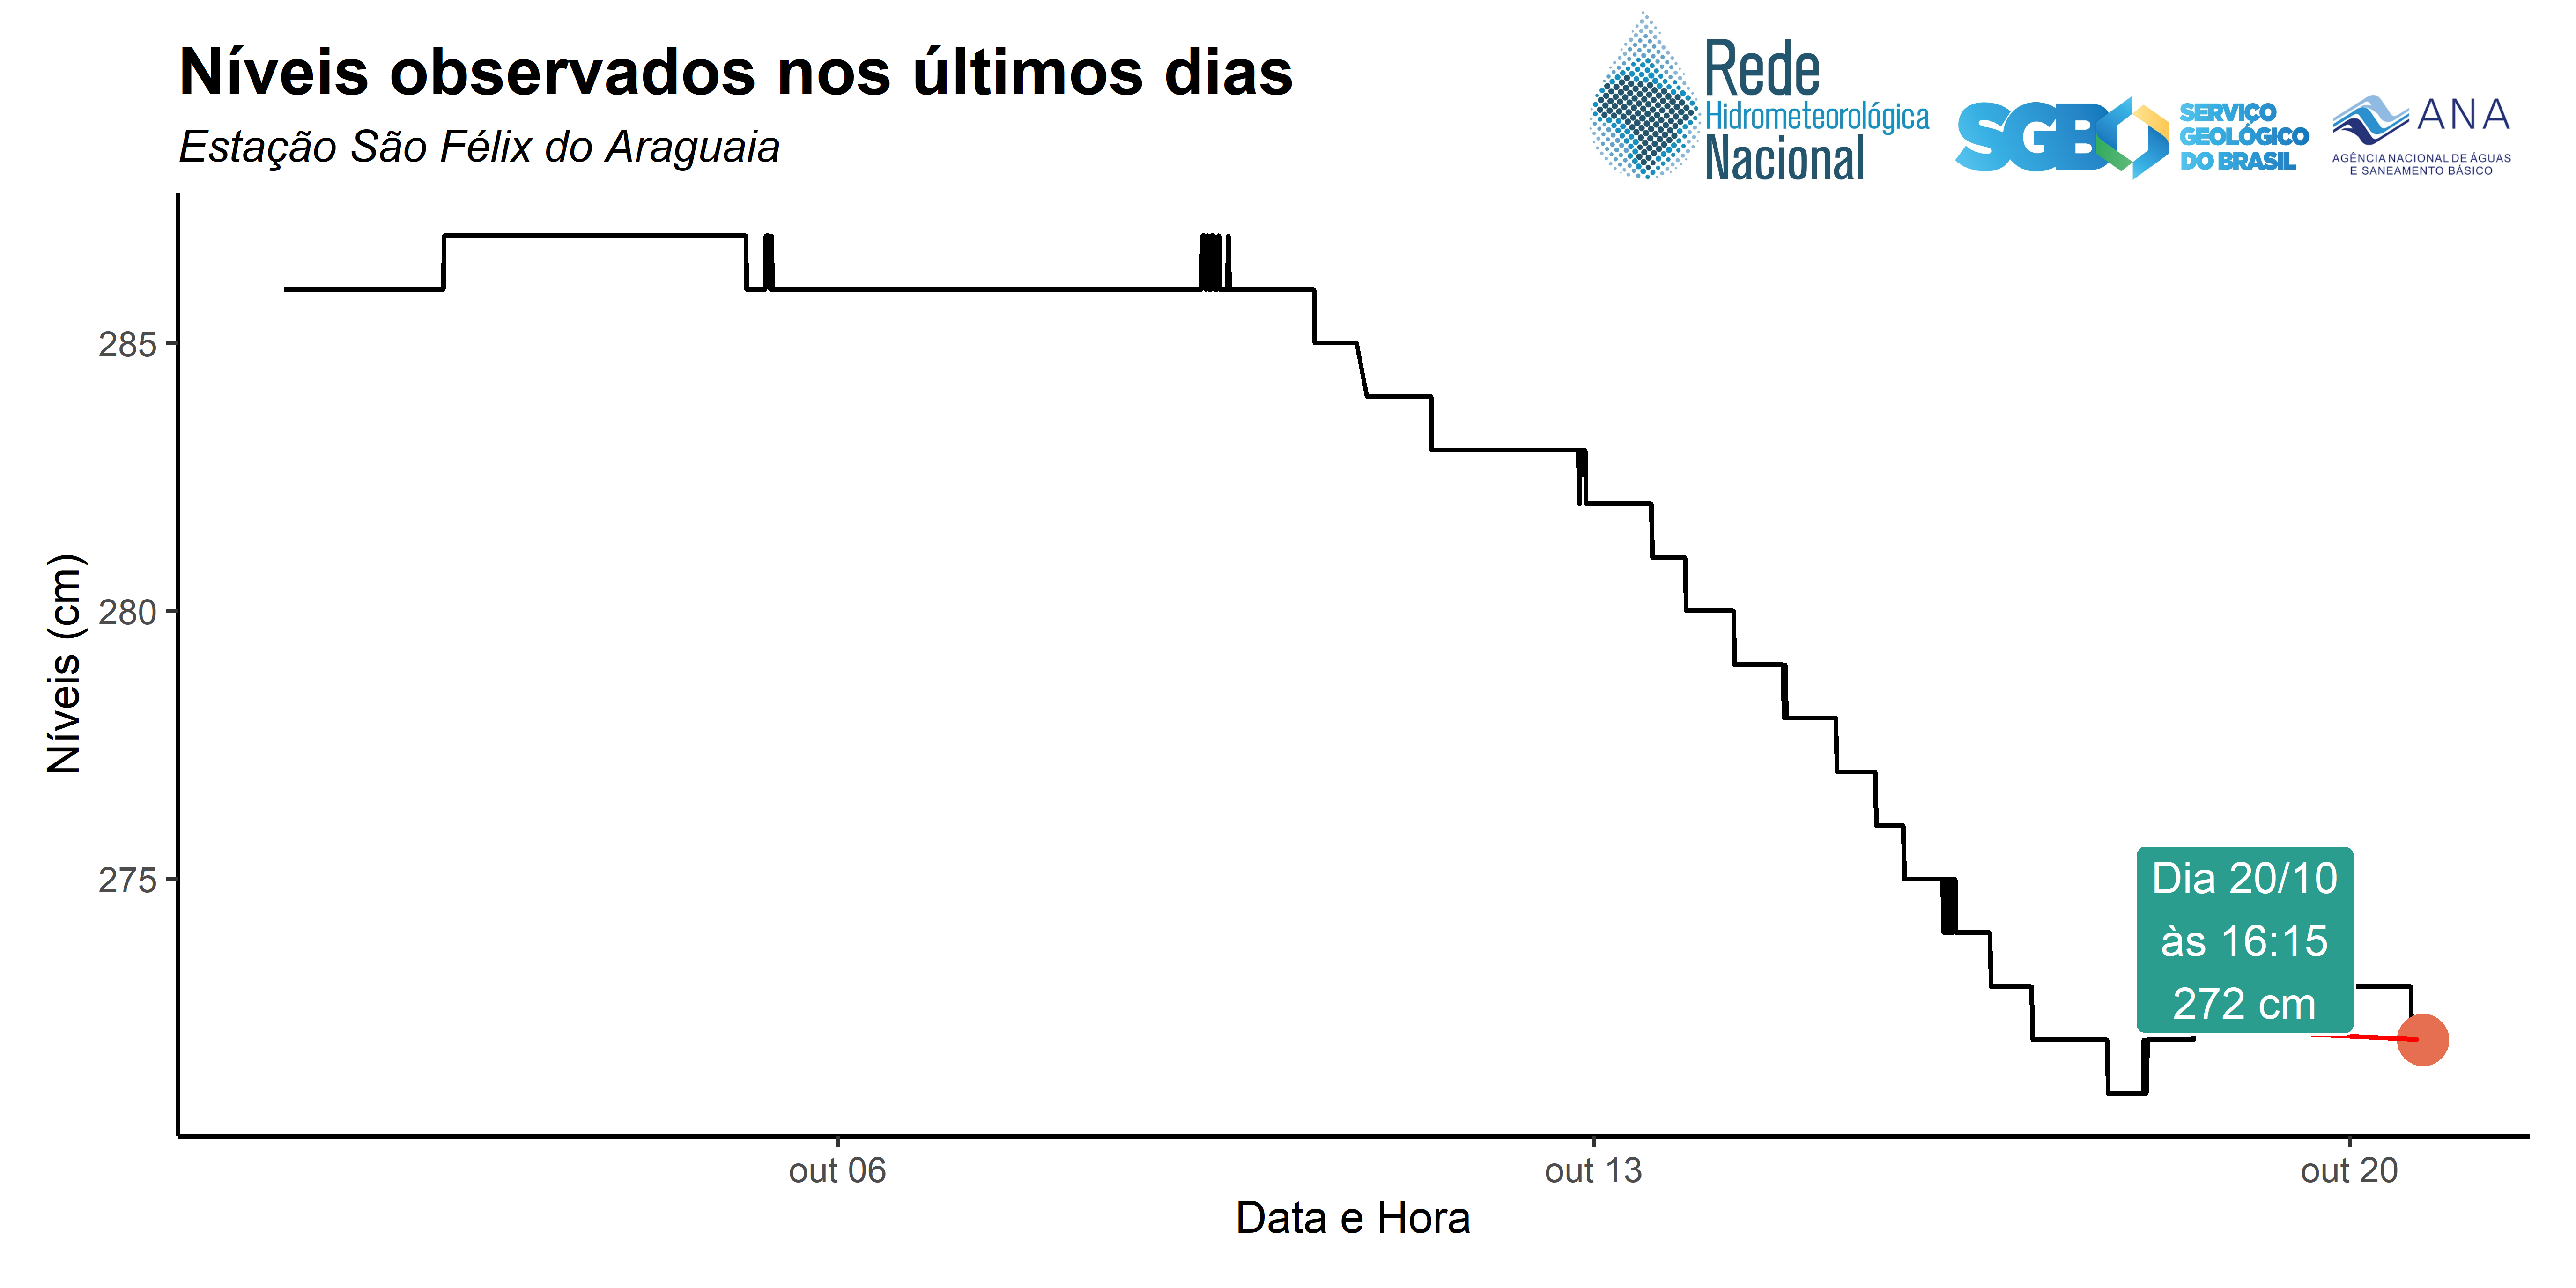 Níveis observados nos últimos dias
Estação São Félix do Araguaia
Rede
Hidrometeorológica
Nacional
SGB
SERVIÇO
GEOLÓGICO
DO BRASIL
ANA
AGÊNCIA NACIONAL DE ÁGUAS
E SANEAMENTO BÁSICO
Níveis (cm)
285
280
275
Dia 20/10
às 16:15
272 cm
out 06
out 13
out 20
Data e Hora